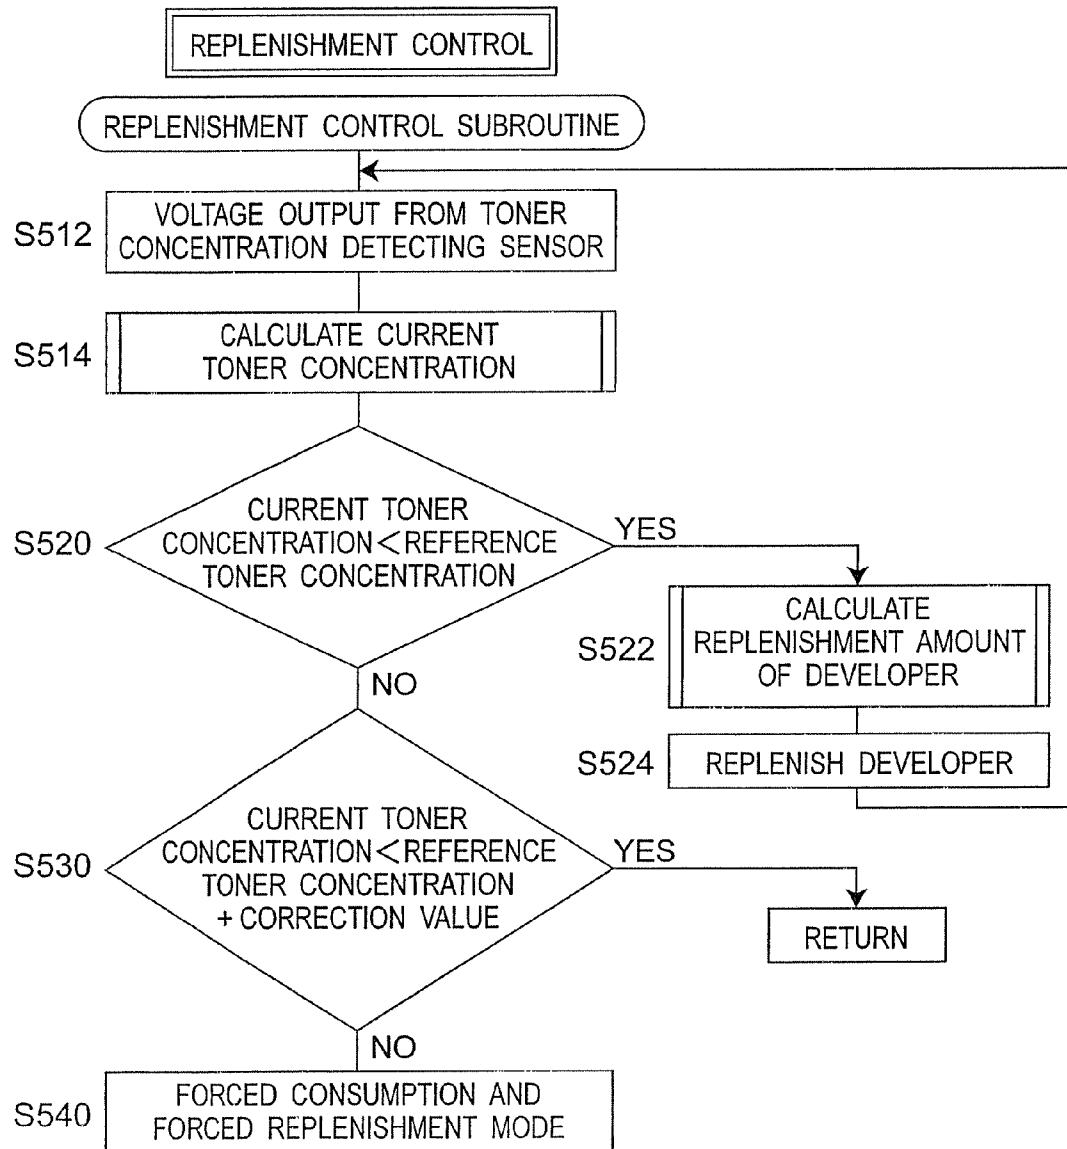 REPLENISHMENT CONTROL
REPLENISHMENT CONTROL SUBROUTINE
S512
VOLTAGE OUTPUT FROM TONER
CONCENTRATION DETECTING SENSOR
S514
CALCULATE CURRENT
TONER CONCENTRATION
S520
CURRENT TONER
CONCENTRATION<REFERENCE
TONER CONCENTRATION
YES
S522
CALCULATE
REPLENISHMENT AMOUNT
OF DEVELOPER
NO
S524
REPLENISH DEVELOPER
S530
CURRENT TONER
CONCENTRATION<REFERENCE
TONER CONCENTRATION
+ CORRECTION VALUE
YES
RETURN
NO
S540
FORCED CONSUMPTION AND
FORCED REPLENISHMENT MODE